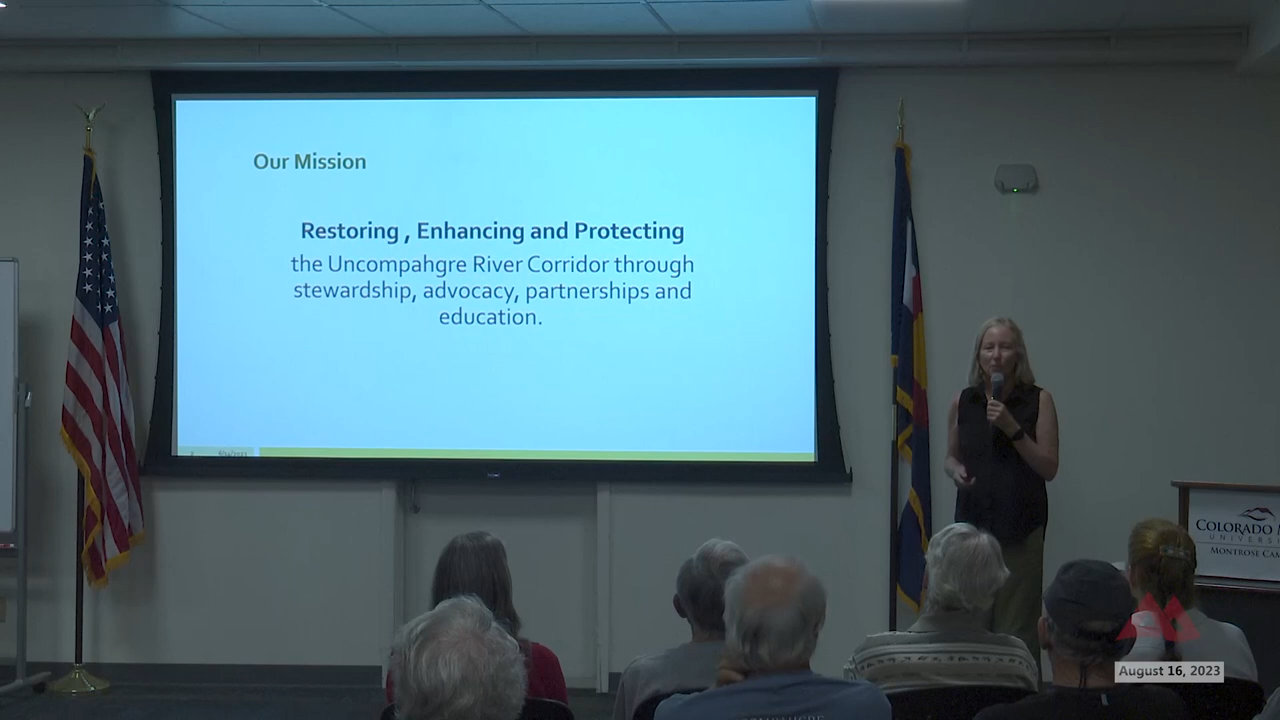 Our Mission
Restoring , Enhancing and Protecting
the Uncompahgre River Corridor through
stewardship, advocacy, partnerships and
education.
COLORADO
MONTROSE
August 16, 2023